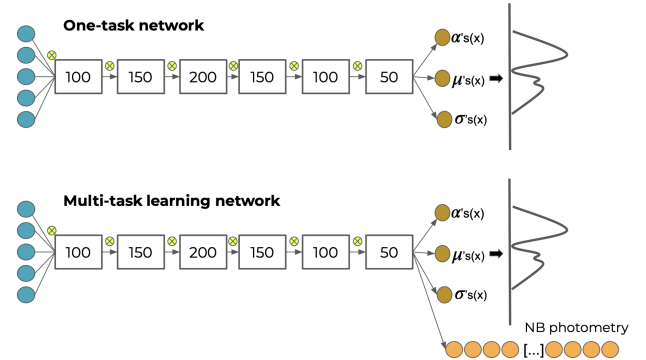 One-task network
α's(x)
100 150 200 150 100 50
μ's(x)
σ's(x)
Multi-task learning network
α's(x)
100 150 200 150 100 50
μ's(x)
σ's(x)
NB photometry
[...]